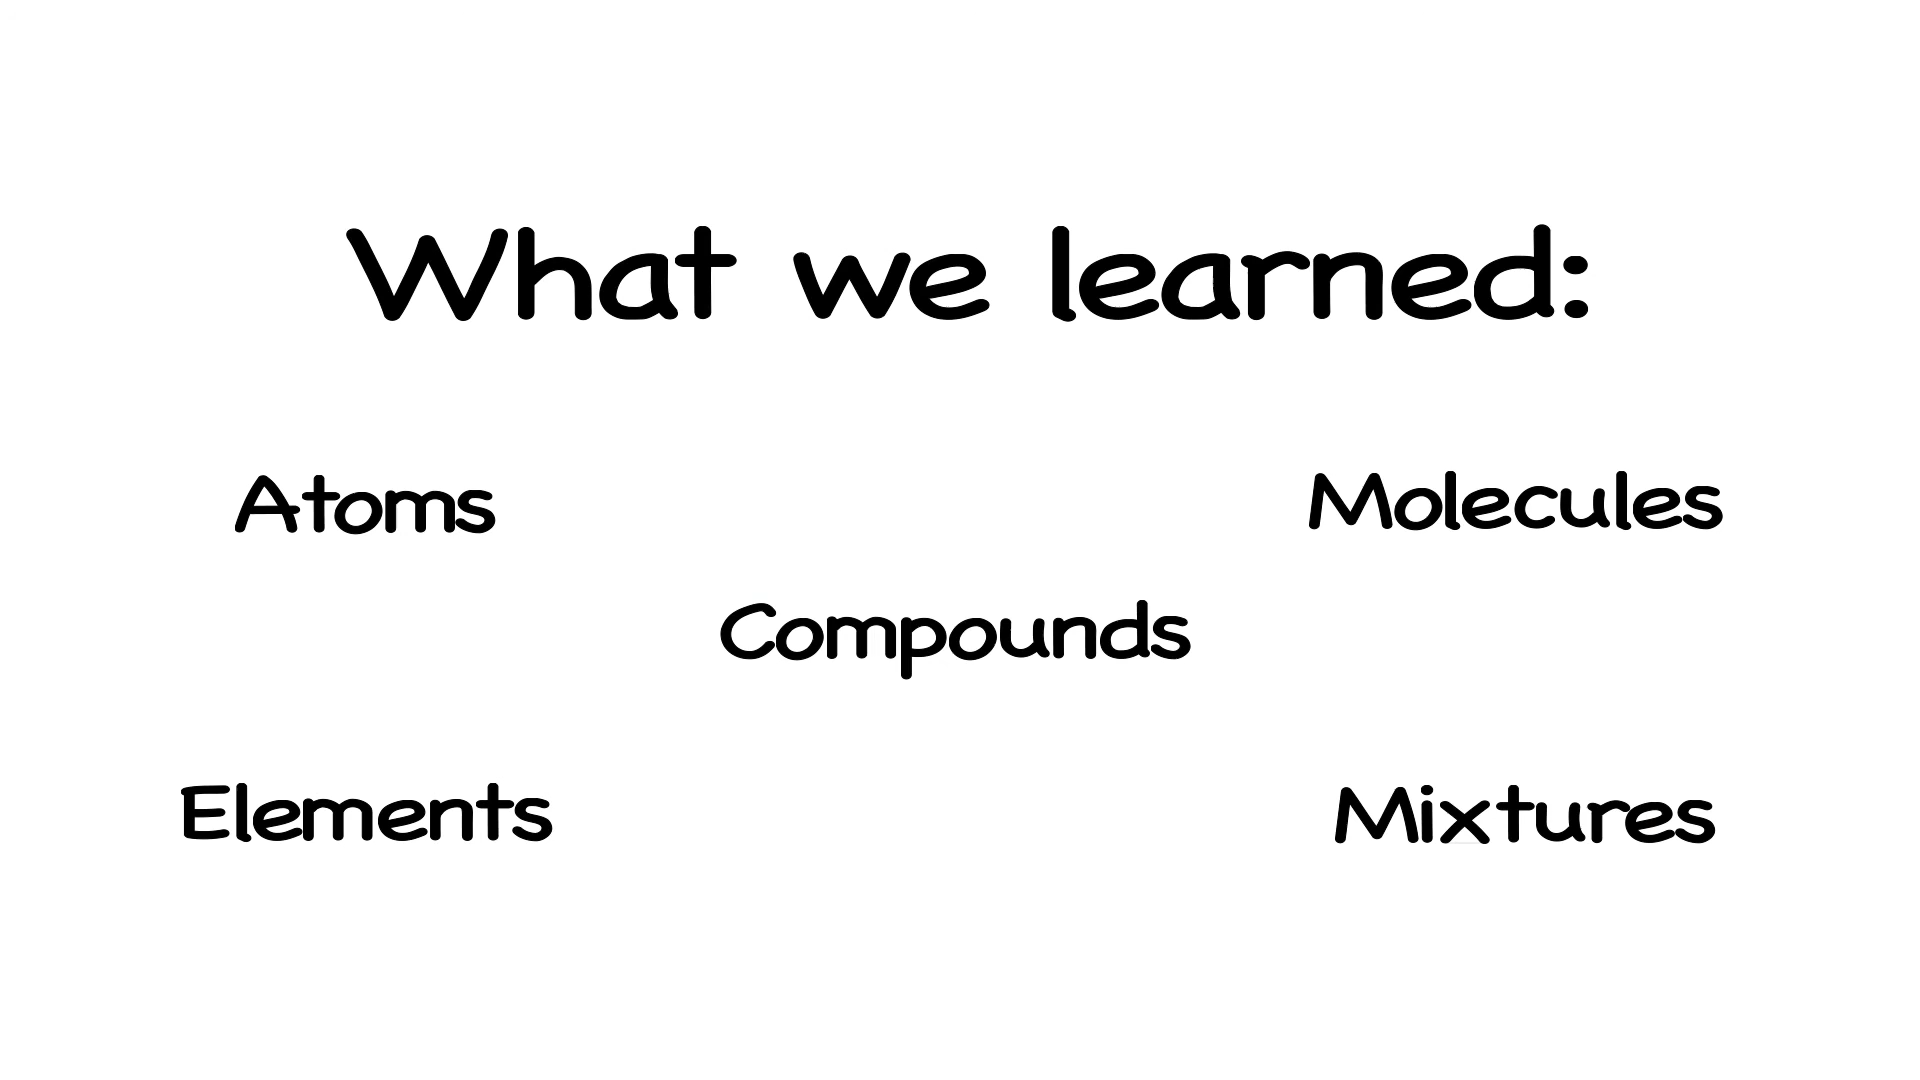 What we learned:
Atoms
Molecules
Compounds
Elements
Mixtures